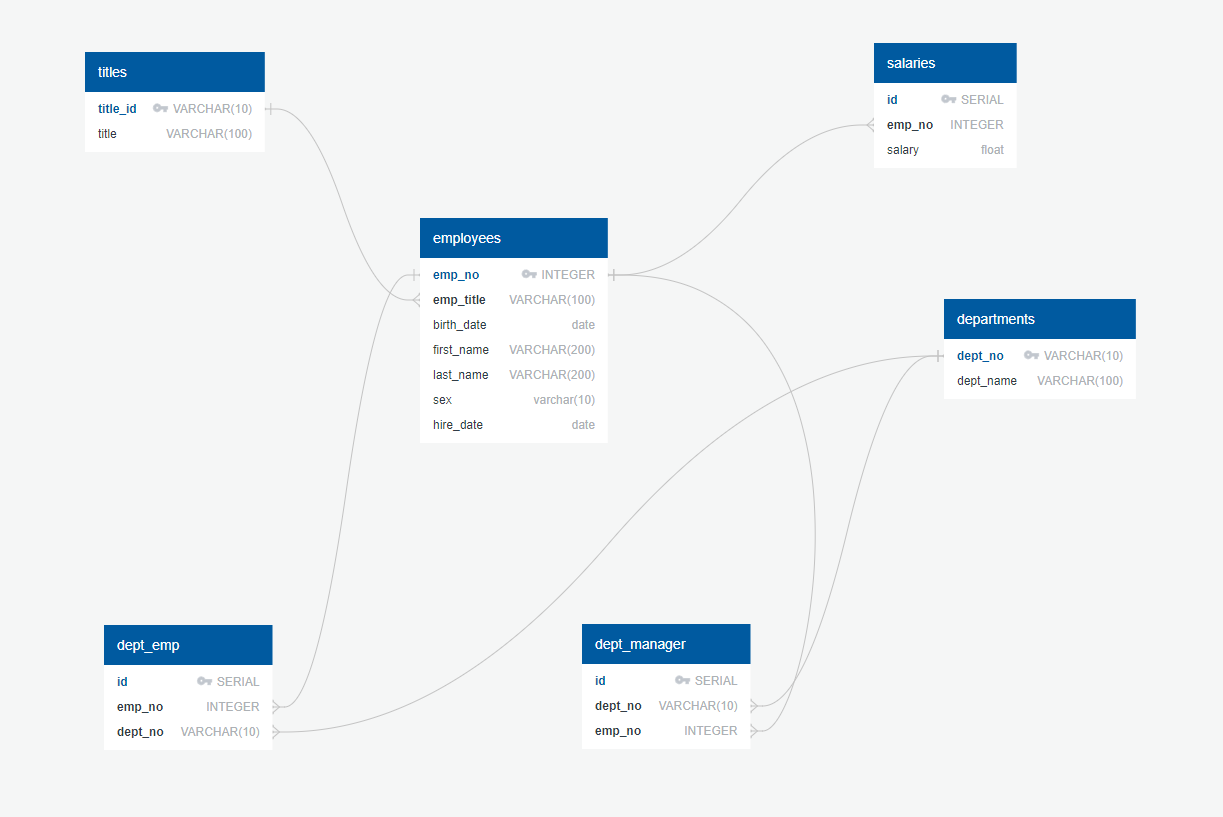 titles
title_id VARCHAR(10)
title VARCHAR(100)
salaries
id SERIAL
emp_no INTEGER
salary float
employees
emp_no INTEGER
emp_title VARCHAR(100)
birth_date date
first_name VARCHAR(200)
last_name VARCHAR(200)
sex varchar(10)
hire_date date
departments
dept_no VARCHAR(10)
dept_name VARCHAR(100)
dept_emp
id SERIAL
emp_no INTEGER
dept_no VARCHAR(10)
dept_manager
id SERIAL
dept_no VARCHAR(10)
emp_no INTEGER